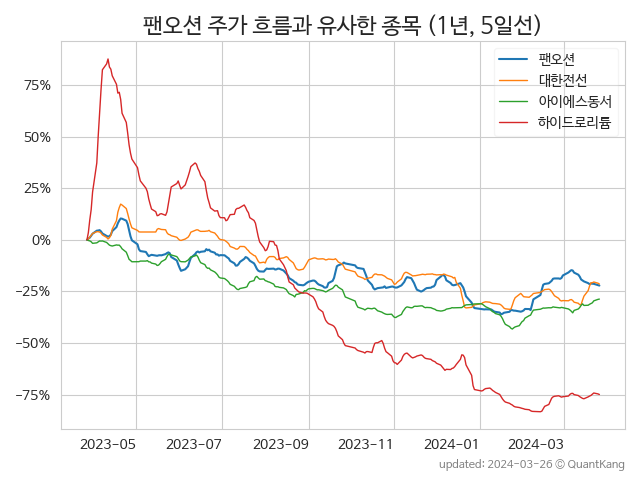 팬오션 주가 흐름과 유사한 종목 (1년, 5일선)
팬오션
대한전선
아이에스동서
하이드로리튬
75%
50%
25%
0%
−25%
−50%
−75%
2023-05 2023-07 2023-09 2023-11 2024-01 2024-03
updated: 2024-03-26 © QuantKang